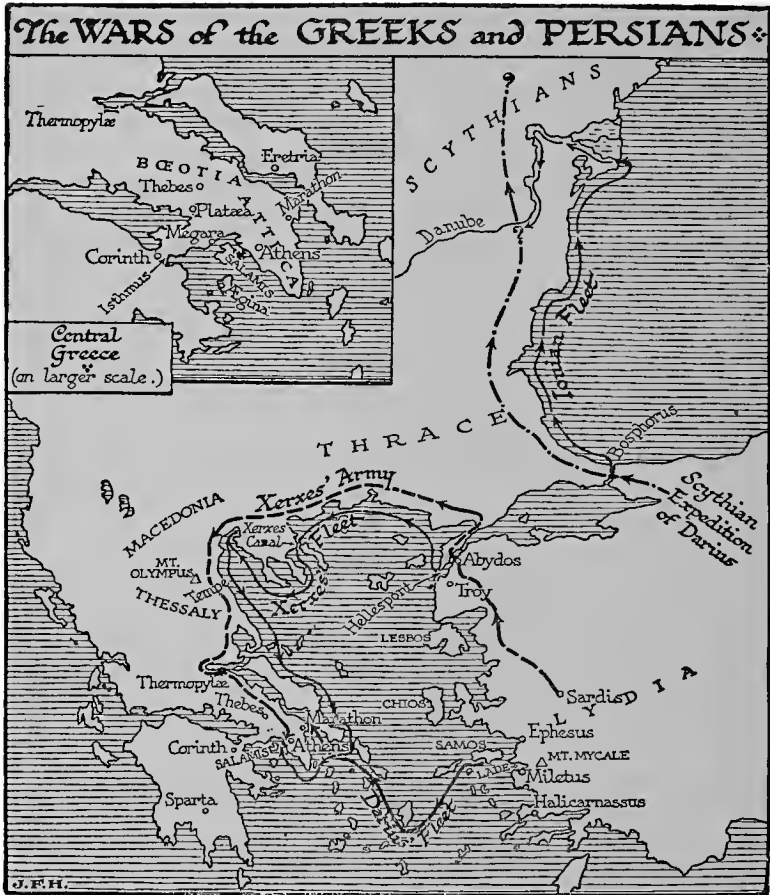 The WARS of the GREEKS and PERSIANS
Thermopylæ
BŒOTIA
Eretria
Thebes
Marathon
Platæa
ATTICA
Megara
Corinth
Athens
SALAMIS
Isthmus
Ægina
Central
Greece
(on larger scale.)
SCYTHIANS
Danube
Ionian Fleet
Bosphorus
THRACE
Scythian
Expedition
of Darius
Xerxes' Army
MACEDONIA
Xerxes
Canal
Xerxes' Fleet
Abydos
MT.
OLYMPUS
Tempe
Hellespont
Troy
THESSALY
LESBOS
Thermopylæ
Sardis
LYDIA
Thebes
CHIOS
Marathon
Ephesus
Corinth
SALAMIS
Athens
SAMOS
MT. MYCALE
LADE
Miletus
Darius' Fleet
Halicarnassus
Sparta
J.F.H.